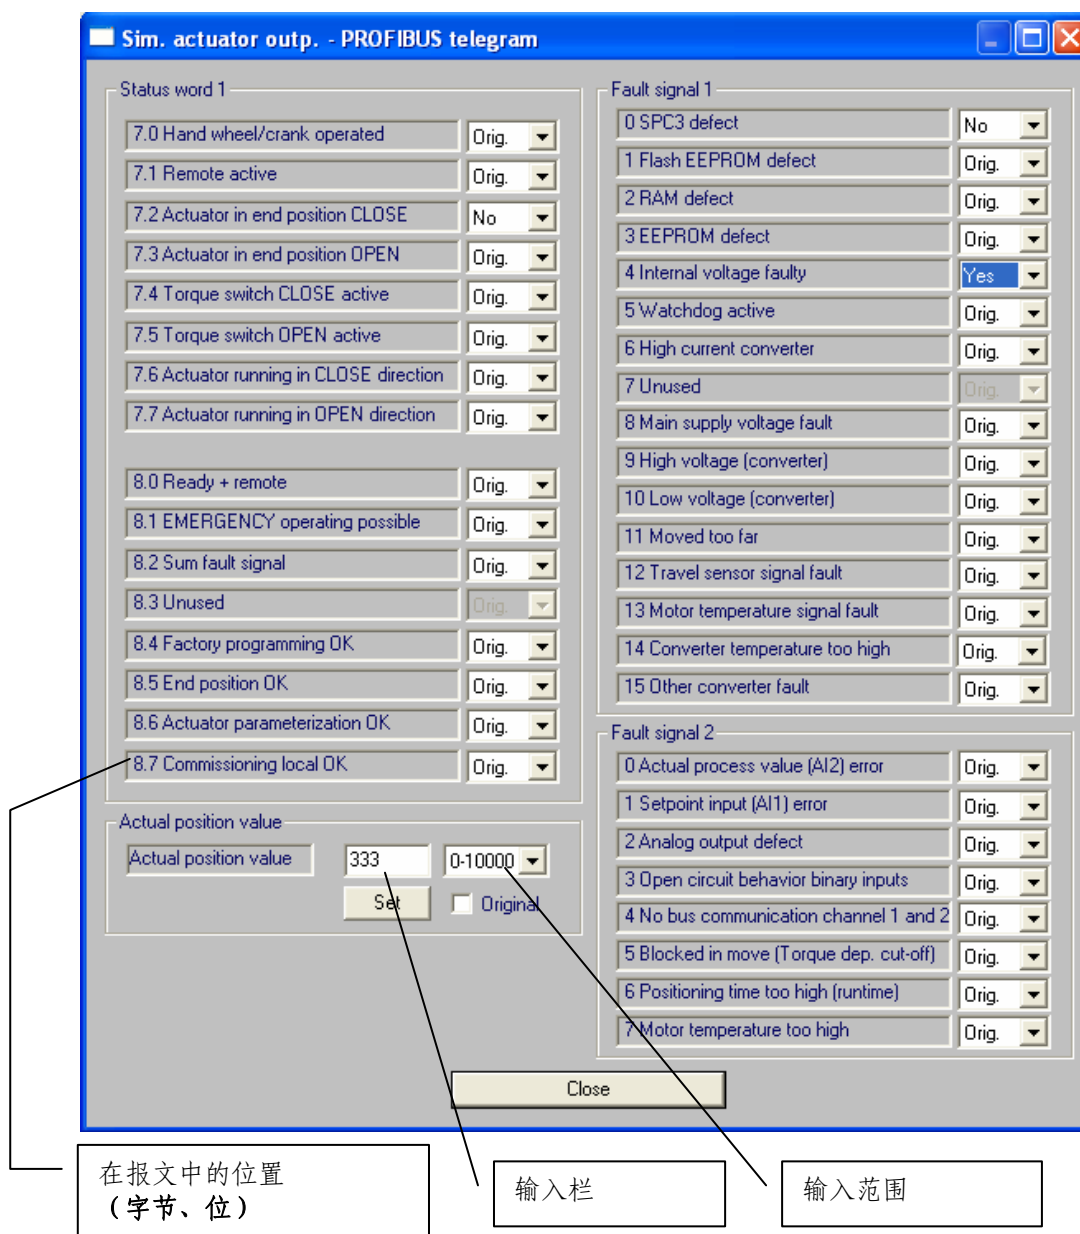 Sim. actuator outp. - PROFIBUS telegram
Status word 1
7.0 Hand wheel/crank operated Orig.
7.1 Remote active Orig.
7.2 Actuator in end position CLOSE No
7.3 Actuator in end position OPEN Orig.
7.4 Torque switch CLOSE active Orig.
7.5 Torque switch OPEN active Orig.
7.6 Actuator running in CLOSE direction Orig.
7.7 Actuator running in OPEN direction Orig.
8.0 Ready + remote Orig.
8.1 EMERGENCY operating possible Orig.
8.2 Sum fault signal Orig.
8.3 Unused Orig.
8.4 Factory programming OK Orig.
8.5 End position OK Orig.
8.6 Actuator parameterization OK Orig.
8.7 Commissioning local OK Orig.
Actual position value
Actual position value 333 0-10000
Set Original
Fault signal 1
0 SPC3 defect No
1 Flash EEPROM defect Orig.
2 RAM defect Orig.
3 EEPROM defect Orig.
4 Internal voltage faulty Yes
5 Watchdog active Orig.
6 High current converter Orig.
7 Unused Orig.
8 Main supply voltage fault Orig.
9 High voltage (converter) Orig.
10 Low voltage (converter) Orig.
11 Moved too far Orig.
12 Travel sensor signal fault Orig.
13 Motor temperature signal fault Orig.
14 Converter temperature too high Orig.
15 Other converter fault Orig.
Fault signal 2
0 Actual process value (AI2) error Orig.
1 Setpoint input (AI1) error Orig.
2 Analog output defect Orig.
3 Open circuit behavior binary inputs Orig.
4 No bus communication channel 1 and 2 Orig.
5 Blocked in move (Torque dep. cut-off) Orig.
6 Positioning time too high (runtime) Orig.
7 Motor temperature too high Orig.
Close
在报文中的位置
（字节、位）
输入栏
输入范围